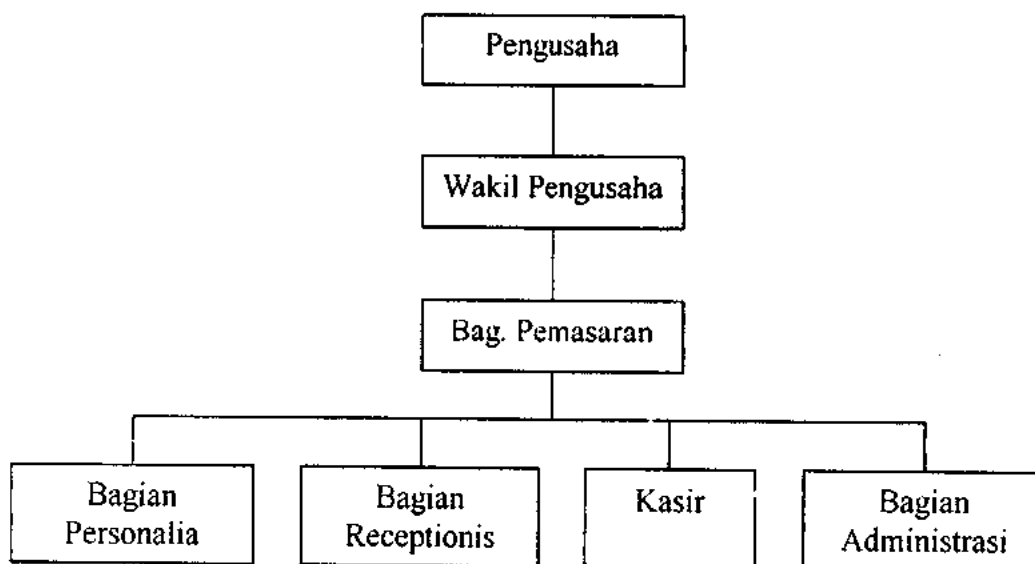 Pengusaha
Wakil Pengusaha
Bag. Pemasaran
Bagian
Personalia
Bagian
Receptionis
Kasir
Bagian
Administrasi